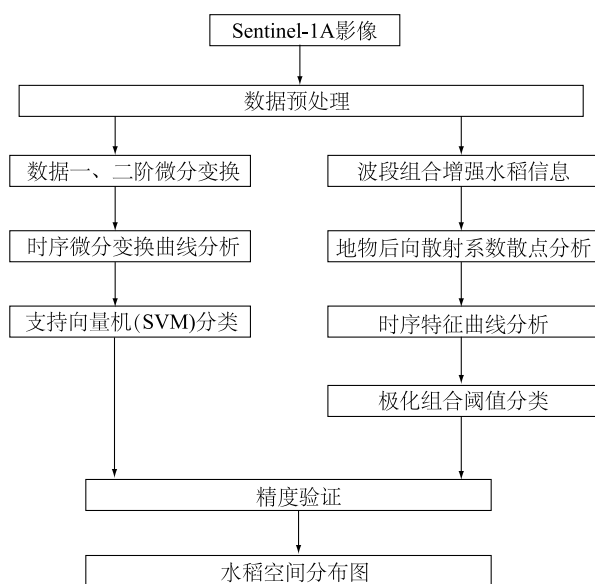 Sentinel-1A影像
数据预处理
数据一、二阶微分变换
时序微分变换曲线分析
支持向量机(SVM)分类
波段组合增强水稻信息
地物后向散射系数散点分析
时序特征曲线分析
极化组合阈值分类
精度验证
水稻空间分布图